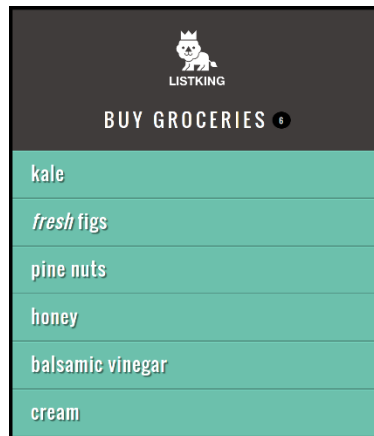 LISTKING
BUY GROCERIES 6
kale
fresh figs
pine nuts
honey
balsamic vinegar
cream